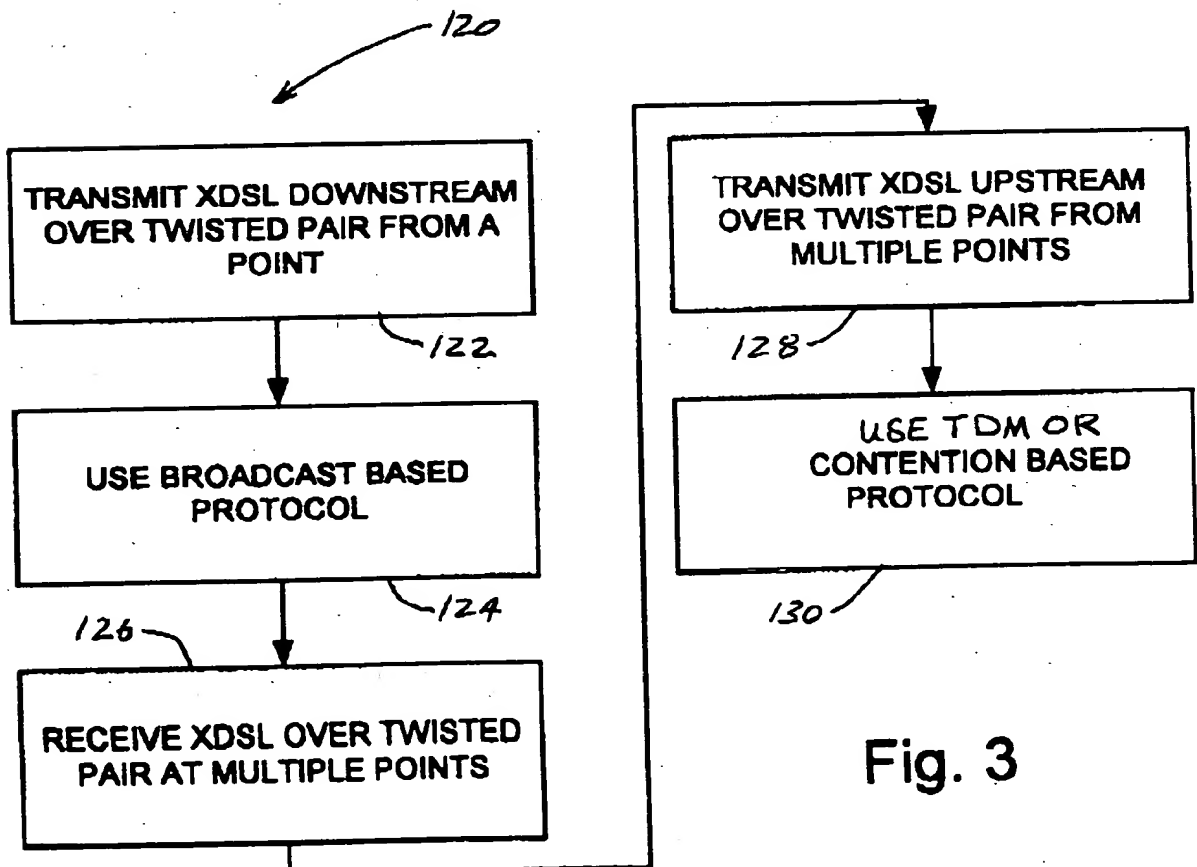 120
TRANSMIT XDSL DOWNSTREAM
OVER TWISTED PAIR FROM A
POINT
122
USE BROADCAST BASED
PROTOCOL
124
126
RECEIVE XDSL OVER TWISTED
PAIR AT MULTIPLE POINTS
TRANSMIT XDSL UPSTREAM
OVER TWISTED PAIR FROM
MULTIPLE POINTS
128
USE TDM OR
CONTENTION BASED
PROTOCOL
130
Fig. 3